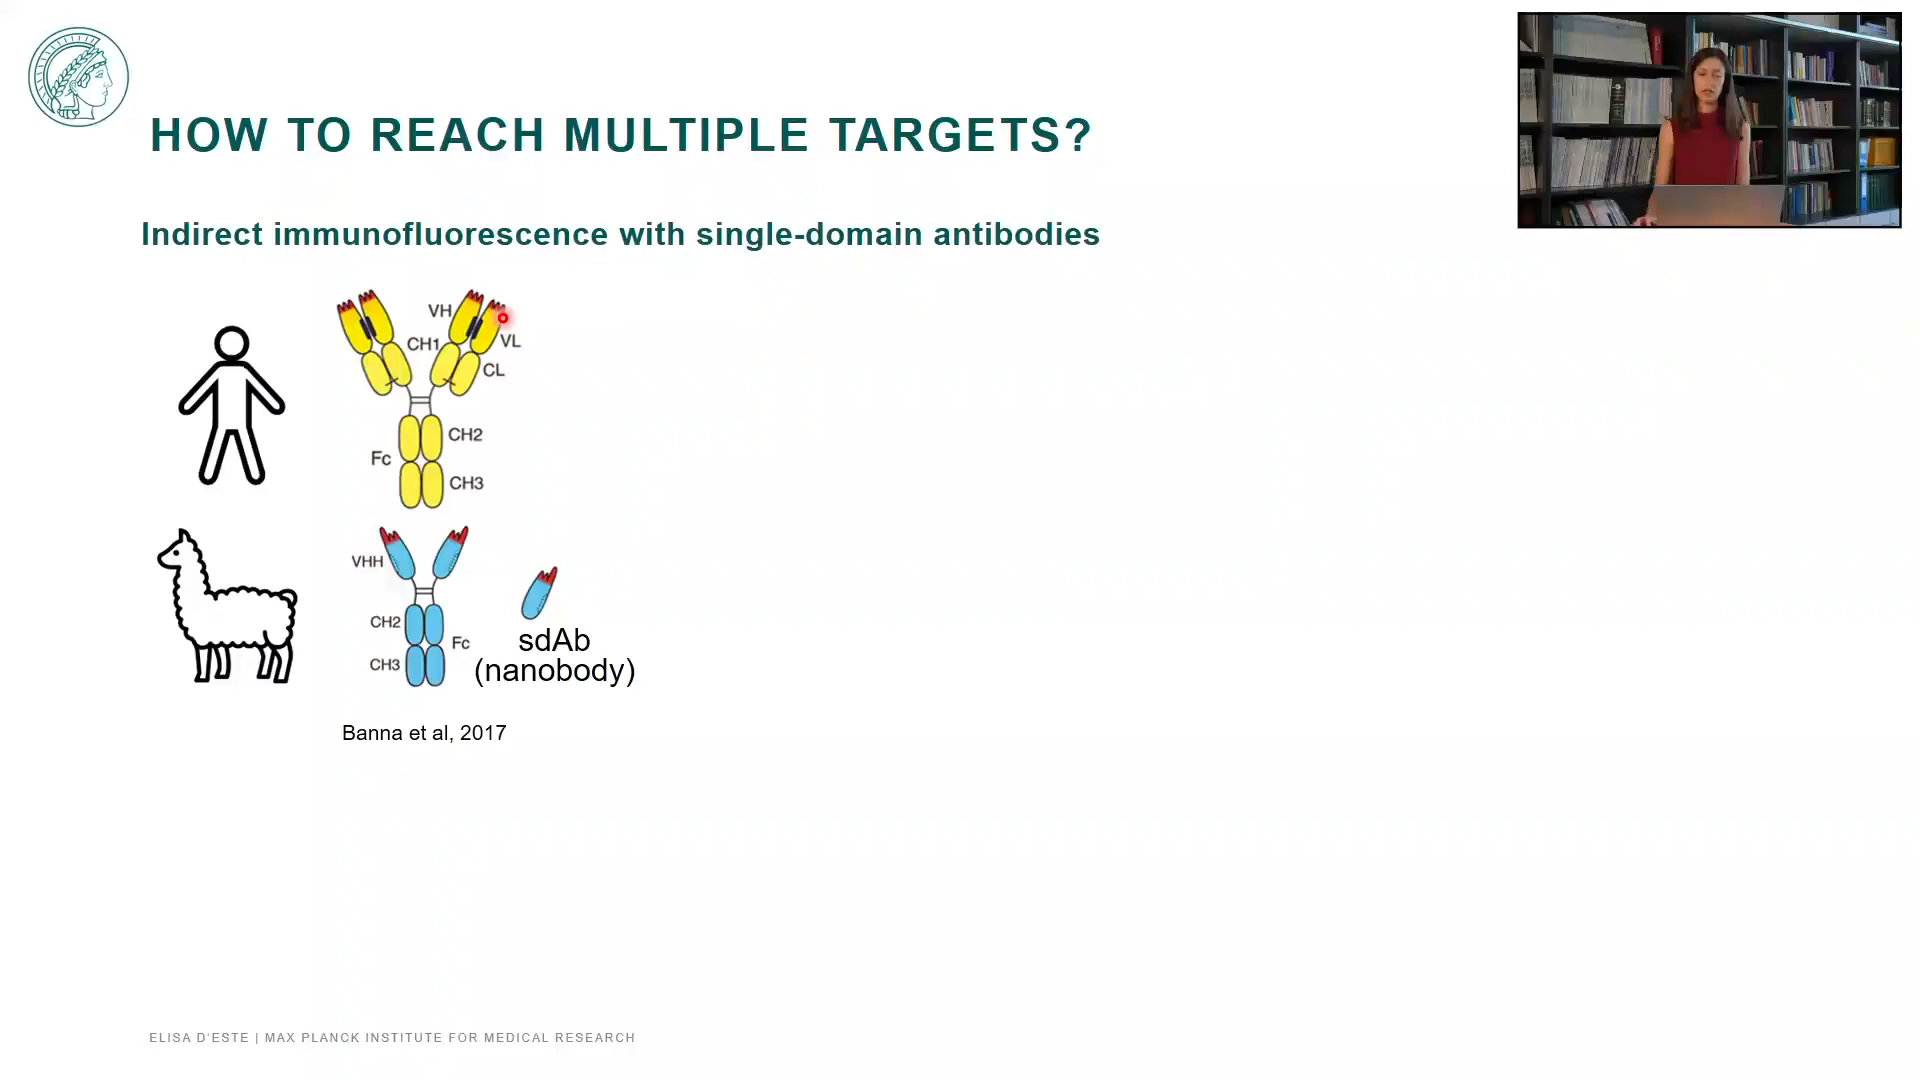 HOW TO REACH MULTIPLE TARGETS?
Indirect immunofluorescence with single-domain antibodies
VH
VL
CH1
CL
CH2
Fc
CH3
VHH
CH2
Fc
CH3
sdAb
(nanobody)
Banna et al, 2017
ELISA D'ESTE | MAX PLANCK INSTITUTE FOR MEDICAL RESEARCH